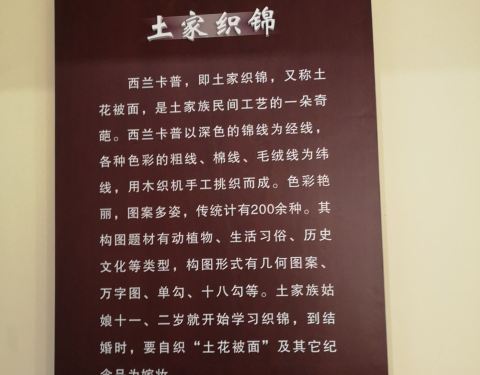 土家织锦
西兰卡普，即土家织锦，又称土
花被面，是土家族民间工艺的一朵奇
葩。西兰卡普以深色的锦线为经线，
各种色彩的粗线、棉线、毛绒线为纬
线，用木织机手工挑织而成。色彩艳
丽，图案多姿，传统计有200余种。其
构图题材有动植物、生活习俗、历史
文化等类型，构图形式有几何图案、
万字图、单勾、十八勾等。土家族姑
娘十一、二岁就开始学习织锦，到结
婚时，要自织“土花被面”及其它纪
念品为嫁妆